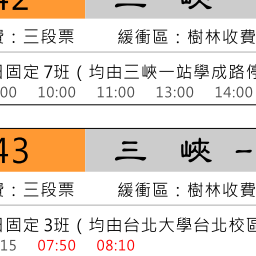 42 三 峽
費：三段票 緩衝區：樹林收費
日固定 7班（均由三峽一站學成路停
00 10:00 11:00 13:00 14:00
43 三 峽 -
費：三段票 緩衝區：樹林收費
日固定 3班（均由台北大學台北校區
15 07:50 08:10